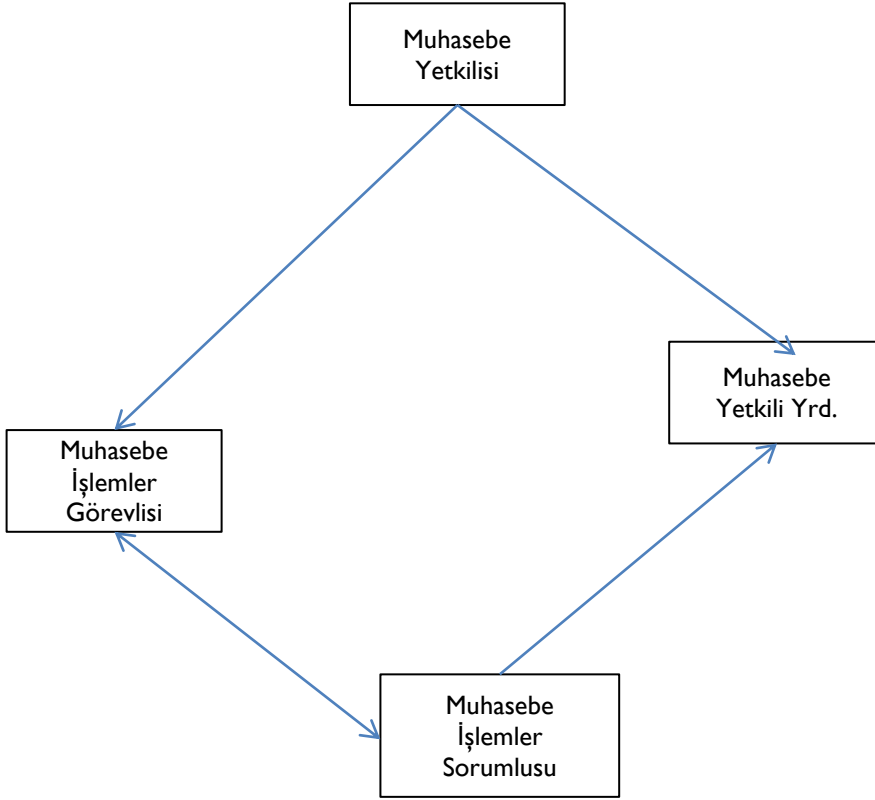 Muhasebe
Yetkilisi
Muhasebe
Yetkili Yrd.
Muhasebe
İşlemler
Görevlisi
Muhasebe
İşlemler
Sorumlusu